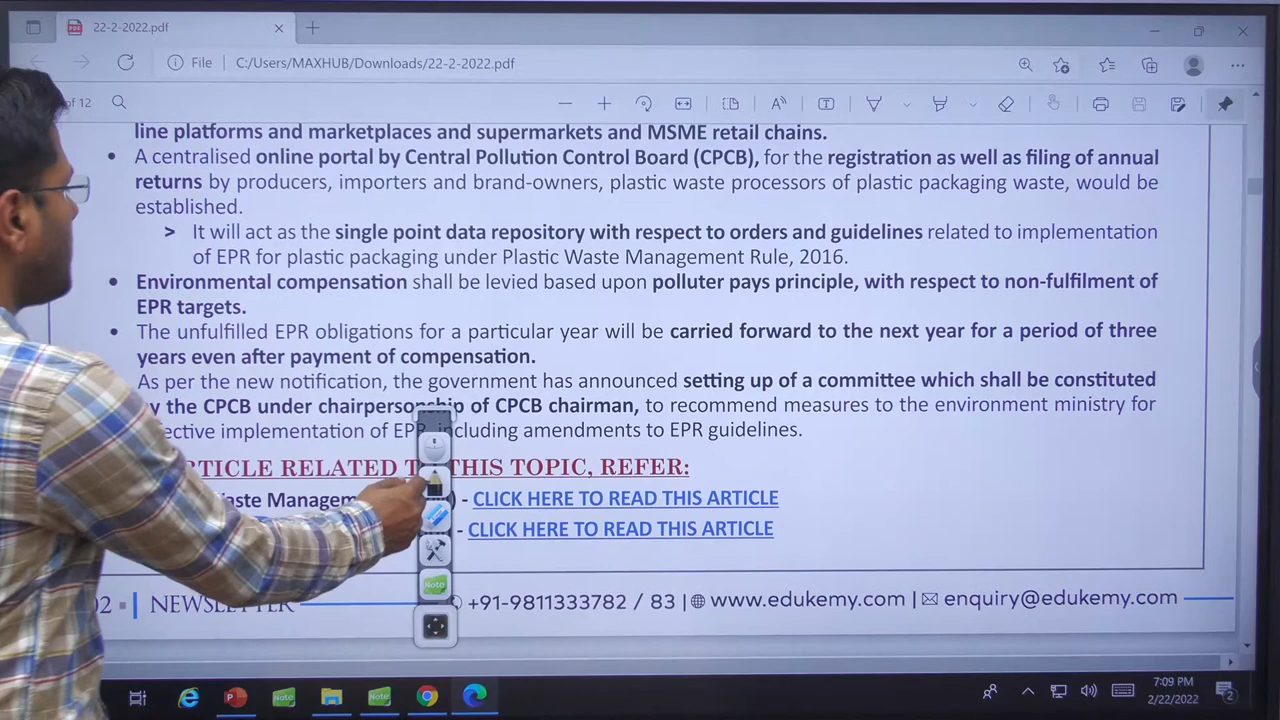 22-2-2022.pdf
File | C:/Users/MAXHUB/Downloads/22-2-2022.pdf
of 12
line platforms and marketplaces and supermarkets and MSME retail chains.
• A centralised online portal by Central Pollution Control Board (CPCB), for the registration as well as filing of annual
returns by producers, importers and brand-owners, plastic waste processors of plastic packaging waste, would be
established.
> It will act as the single point data repository with respect to orders and guidelines related to implementation
of EPR for plastic packaging under Plastic Waste Management Rule, 2016.
• Environmental compensation shall be levied based upon polluter pays principle, with respect to non-fulfilment of
EPR targets.
• The unfulfilled EPR obligations for a particular year will be carried forward to the next year for a period of three
years even after payment of compensation.
As per the new notification, the government has announced setting up of a committee which shall be constituted
the CPCB under chairpersonship of CPCB chairman, to recommend measures to the environment ministry for
implementation of EPR, including amendments to EPR guidelines.
RELATED THIS TOPIC, REFER:
- CLICK HERE TO READ THIS ARTICLE
- CLICK HERE TO READ THIS ARTICLE
02 NEWSLETTER +91-9811333782 / 83 | www.edukemy.com | enquiry@edukemy.com
Note
Note
Note
7:09 PM
2/22/2022
2